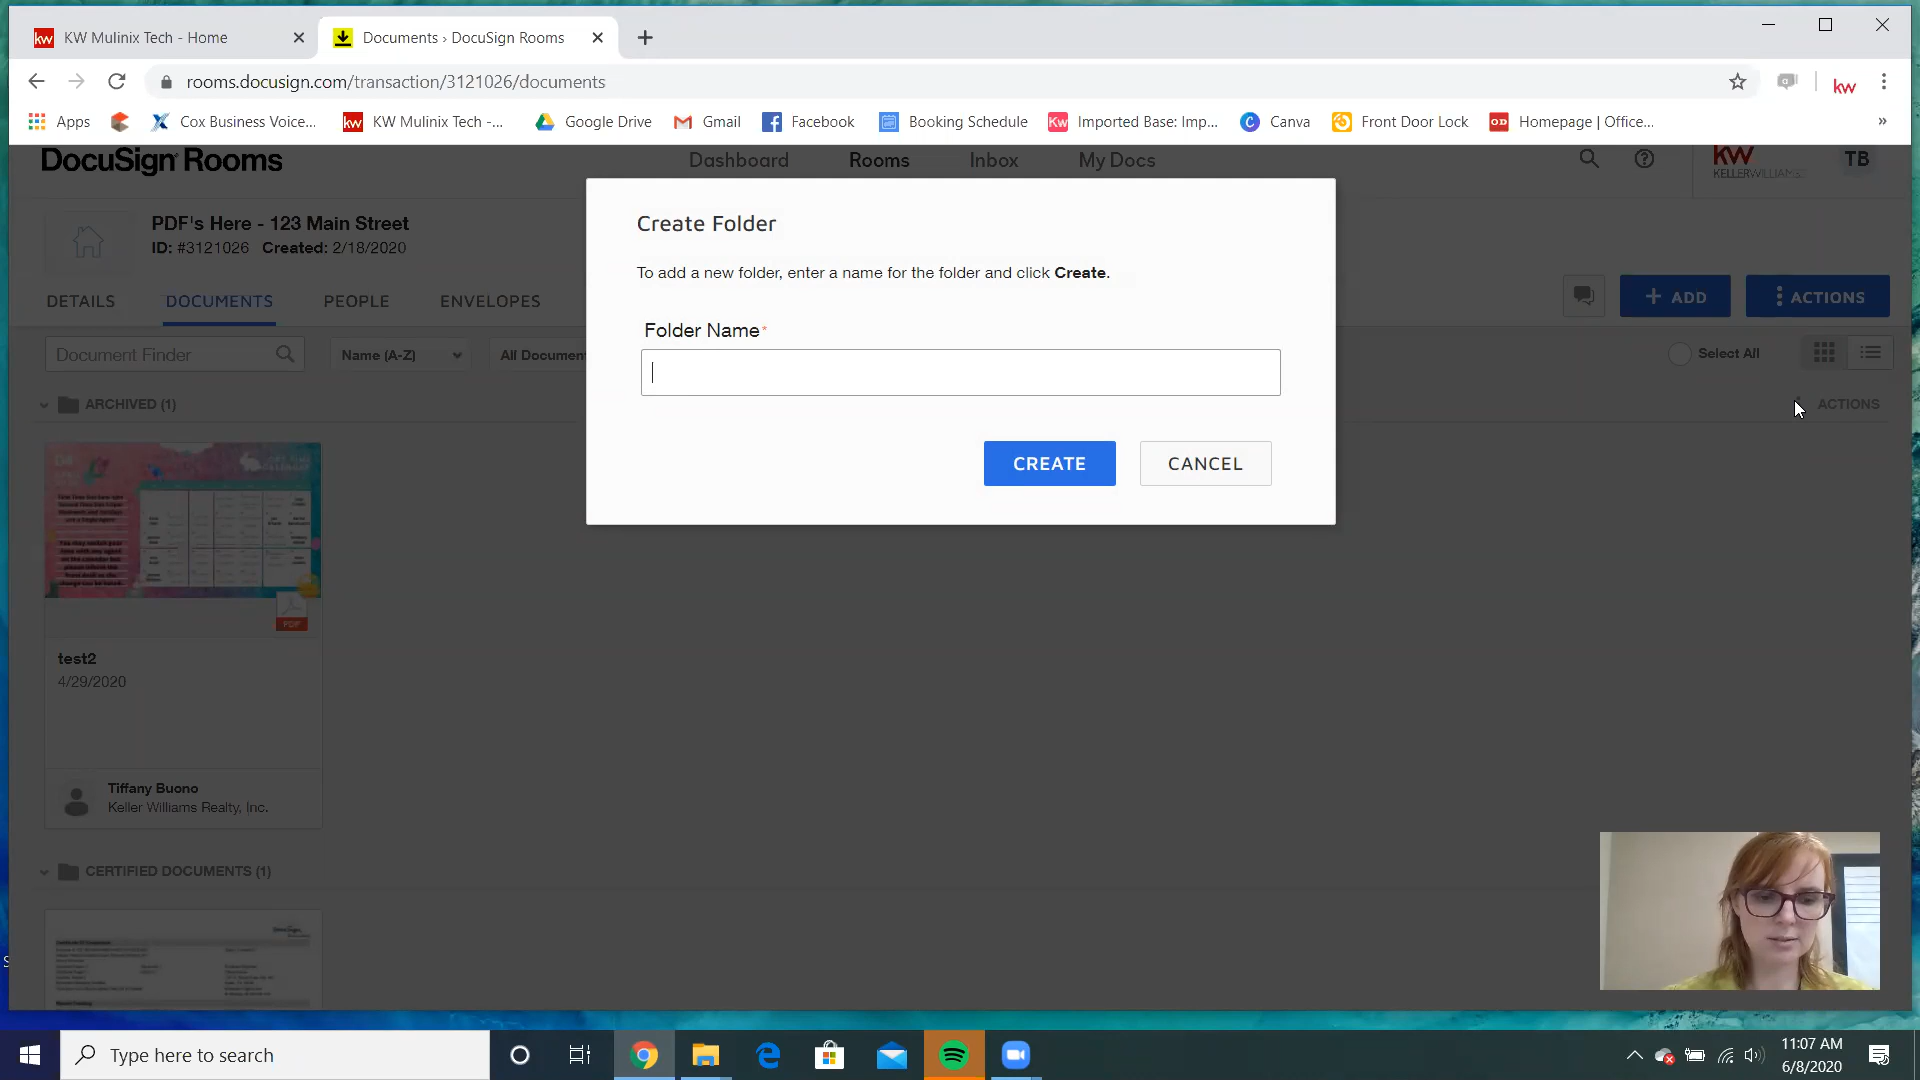 KW Mulinix Tech - Home
Documents › DocuSign Rooms
rooms.docusign.com/transaction/3121026/documents
Apps
Cox Business Voice...
KW Mulinix Tech -...
Google Drive
Gmail
Facebook
Booking Schedule
Imported Base: Imp...
Canva
Front Door Lock
Homepage | Office...
»
DocuSign Rooms
Dashboard
Rooms
Inbox
My Docs
kw
KELLERWILLIAMS
TB
PDF's Here - 123 Main Street
ID: #3121026 Created: 2/18/2020
DETAILS
DOCUMENTS
PEOPLE
ENVELOPES
+ ADD
ACTIONS
Document Finder
Name (A-Z)
All Documen
Select All
ARCHIVED (1)
ACTIONS
Create Folder
To add a new folder, enter a name for the folder and click Create.
Folder Name*
CREATE
CANCEL
PDF
test2
4/29/2020
Tiffany Buono
Keller Williams Realty, Inc.
CERTIFIED DOCUMENTS (1)
Type here to search
11:07 AM
6/8/2020